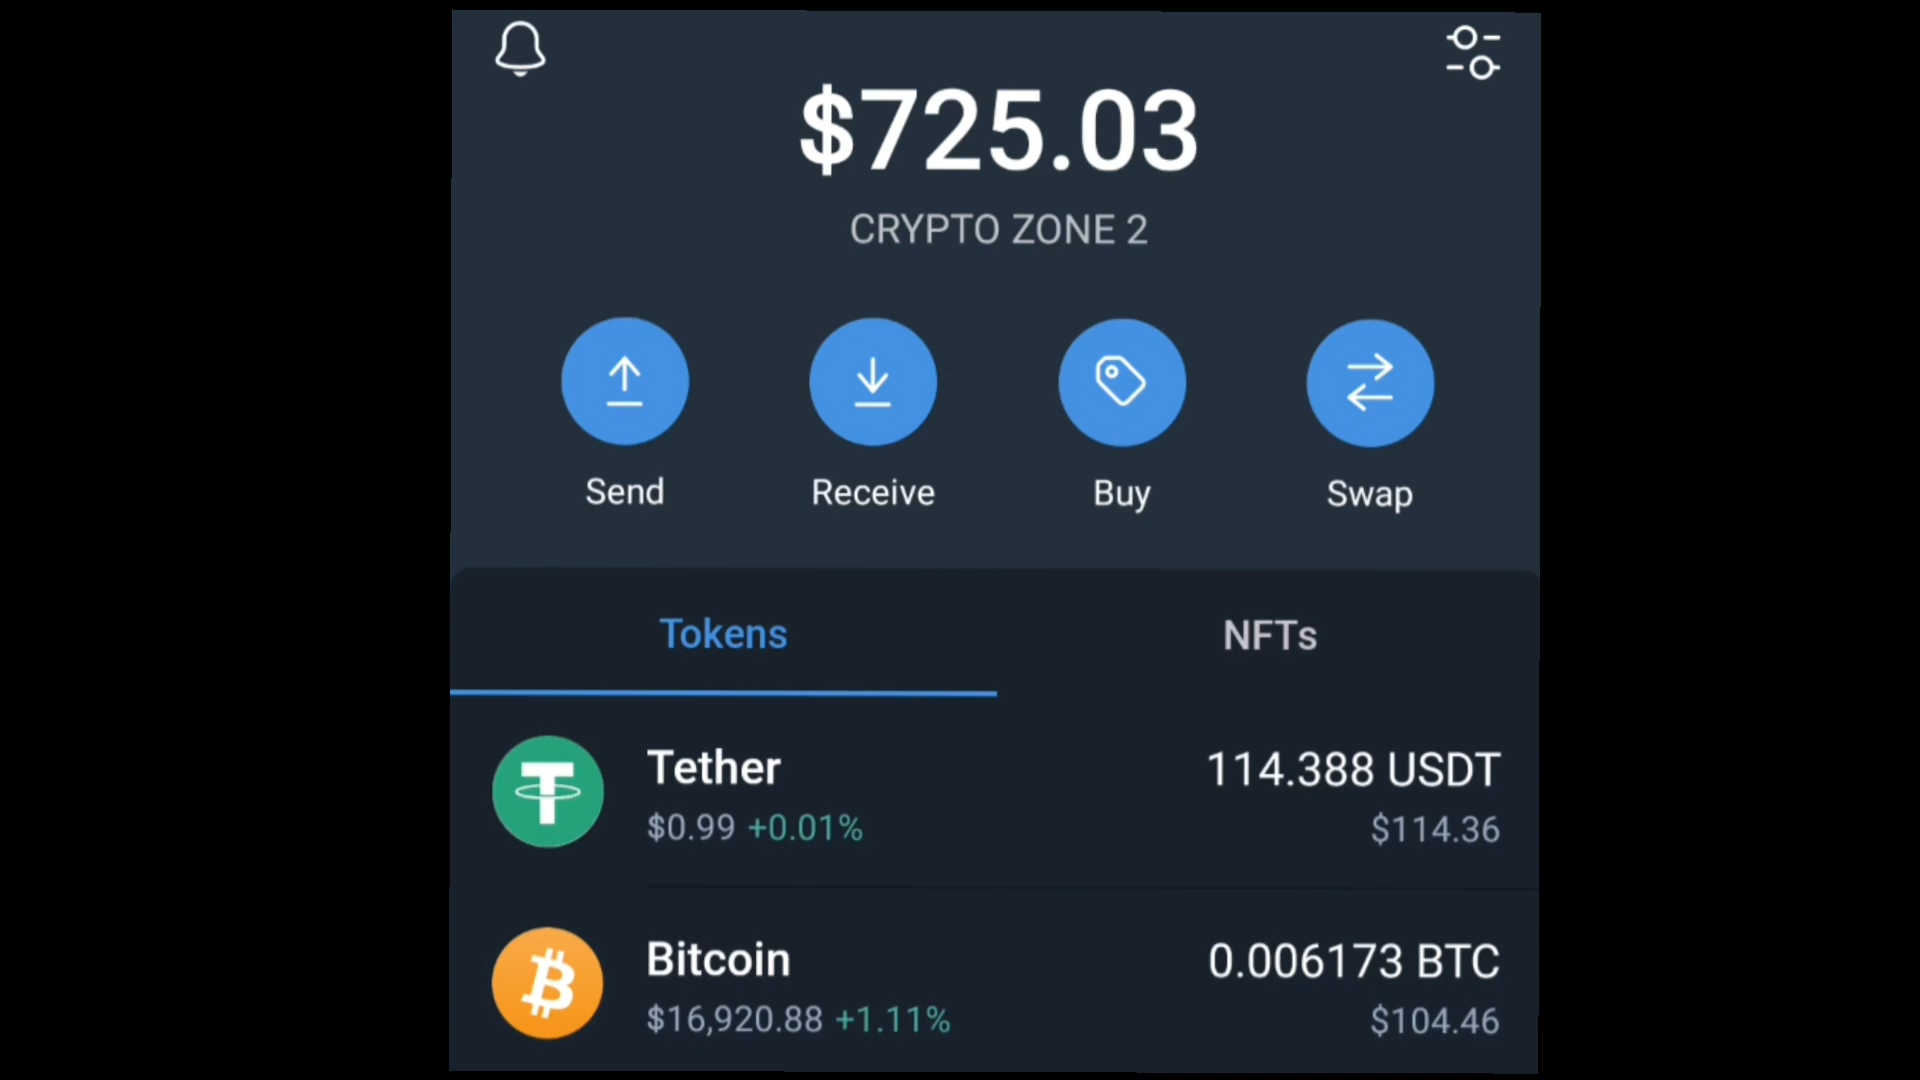 $725.03
CRYPTO ZONE 2
Send Receive Buy Swap
Tokens NFTs
Tether 114.388 USDT
$0.99 +0.01% $114.36
Bitcoin 0.006173 BTC
$16,920.88 +1.11% $104.46